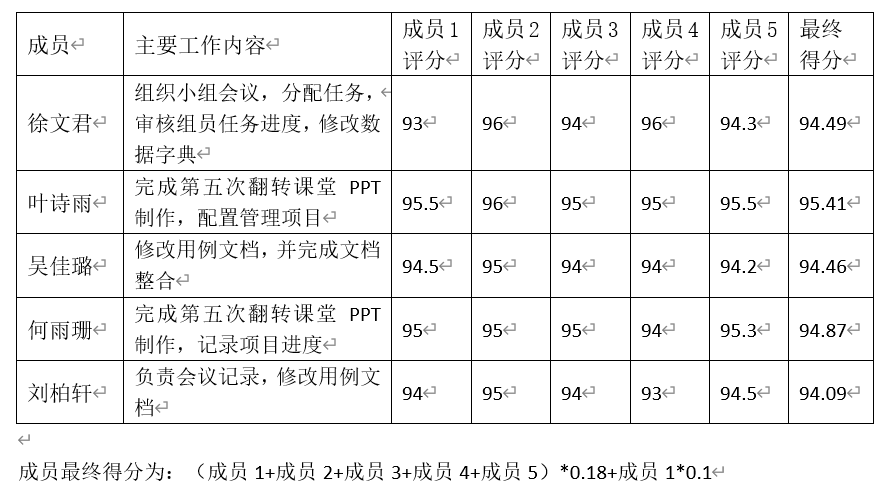 成员 主要工作内容 成员1评分 成员2评分 成员3评分 成员4评分 成员5评分 最终得分
徐文君 组织小组会议，分配任务，审核组员任务进度，修改数据字典 93 96 94 96 94.3 94.49
叶诗雨 完成第五次翻转课堂 PPT 制作，配置管理项目 95.5 96 95 95 95.5 95.41
吴佳璐 修改用例文档，并完成文档整合 94.5 95 94 94 94.2 94.46
何雨珊 完成第五次翻转课堂 PPT 制作，记录项目进度 95 95 95 94 95.3 94.87
刘柏轩 负责会议记录，修改用例文档 94 95 94 93 94.5 94.09
成员最终得分为：（成员1+成员2+成员3+成员4+成员5）*0.18+成员1*0.1